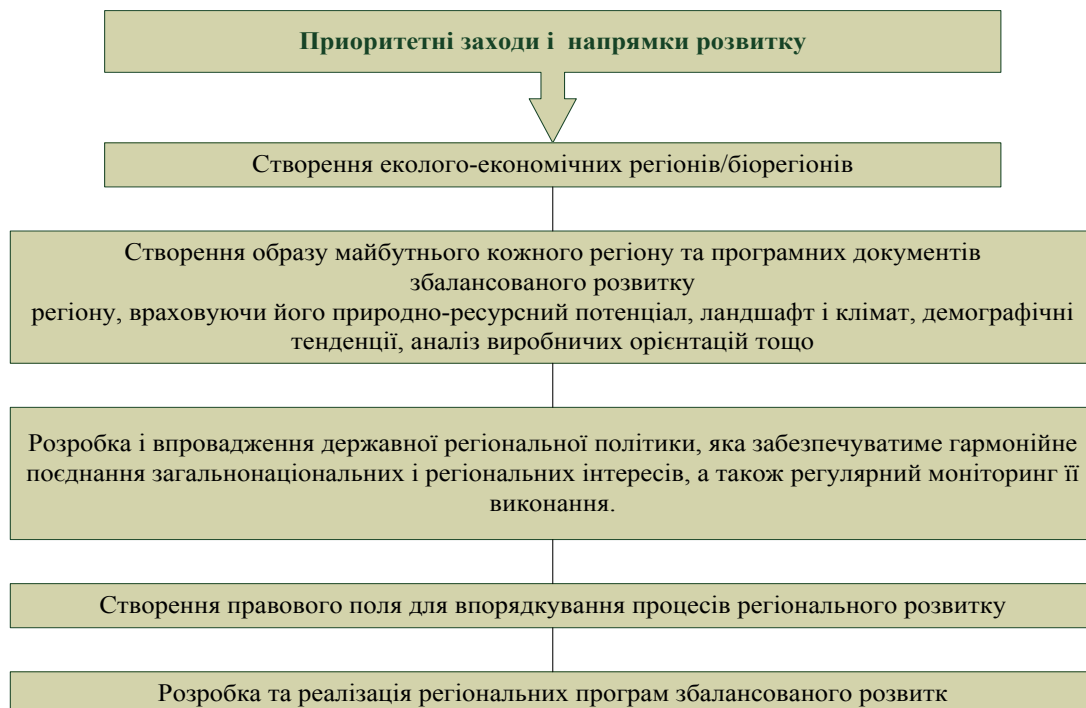 Приоритетні заходи і напрямки розвитку
Створення еколого-економічних регіонів/біорегіонів
Створення образу майбутнього кожного регіону та програмних документів
збалансованого розвитку
регіону, враховуючи його природно-ресурсний потенціал, ландшафт і клімат, демографічні
тенденції, аналіз виробничих орієнтацій тощо
Розробка і впровадження державної регіональної політики, яка забезпечуватиме гармонійне
поєднання загальнонаціональних і регіональних інтересів, а також регулярний моніторинг її
виконання.
Створення правового поля для впорядкування процесів регіонального розвитку
Розробка та реалізація регіональних програм збалансованого розвитк